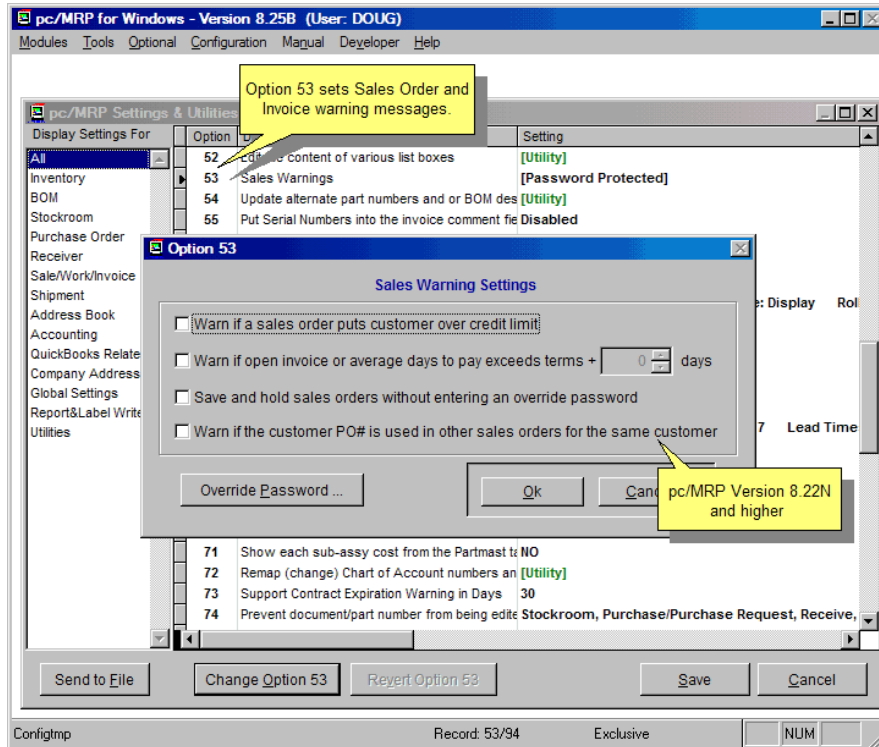 pc/MRP for Windows - Version 8.25B (User: DOUG)
Modules Tools Optional Configuration Manual Developer Help
Option 53 sets Sales Order and
Invoice warning messages.
pc/MRP Settings & Utilities
Display Settings For
Option Setting
All
Inventory
BOM
Stockroom
Purchase Order
Receiver
Sale/Work/Invoice
Shipment
Address Book
Accounting
QuickBooks Relate
Company Address
Global Settings
Report&Label Write
Utilities
52 content of various list boxes [Utility]
53 Sales Warnings [Password Protected]
54 Update alternate part numbers and or BOM des [Utility]
55 Put Serial Numbers into the invoice comment fie Disabled
e: Display Rol
7 Lead Time
Option 53
Sales Warning Settings
Warn if a sales order puts customer over credit limit
Warn if open invoice or average days to pay exceeds terms + 0 days
Save and hold sales orders without entering an override password
Warn if the customer PO# is used in other sales orders for the same customer
Override Password ... Ok Canc
pc/MRP Version 8.22N
and higher
71 Show each sub-assy cost from the Partmast ta NO
72 Remap (change) Chart of Account numbers an [Utility]
73 Support Contract Expiration Warning in Days 30
74 Prevent document/part number from being edite Stockroom, Purchase/Purchase Request, Receive,
Send to File Change Option 53 Revert Option 53 Save Cancel
Configtmp Record: 53/94 Exclusive NUM